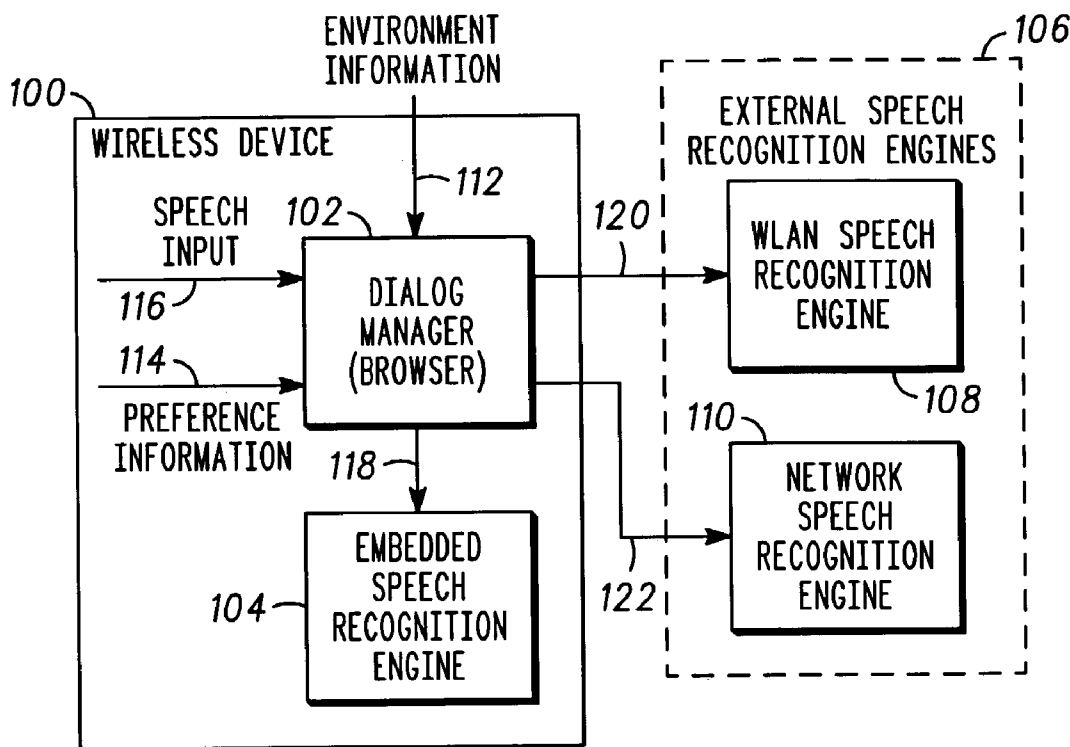 ENVIRONMENT
INFORMATION
106
100
WIRELESS DEVICE
112
EXTERNAL SPEECH
RECOGNITION ENGINES
SPEECH
INPUT
116
102
120
DIALOG
MANAGER
(BROWSER)
WLAN SPEECH
RECOGNITION
ENGINE
114
PREFERENCE
INFORMATION
108
118
110
EMBEDDED
SPEECH
RECOGNITION
ENGINE
104
122
NETWORK
SPEECH
RECOGNITION
ENGINE